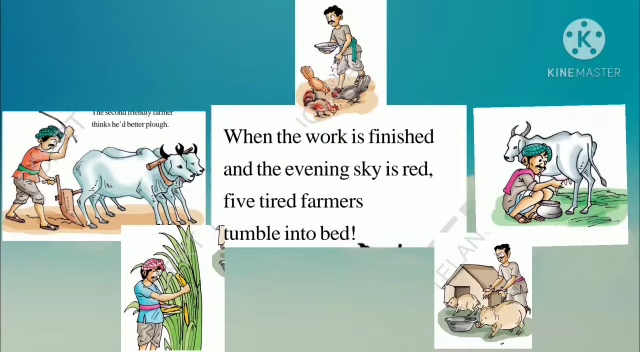 KINEMASTER
The second friendly farmer
thinks he'd better plough.
When the work is finished
and the evening sky is red,
five tired farmers
tumble into bed!